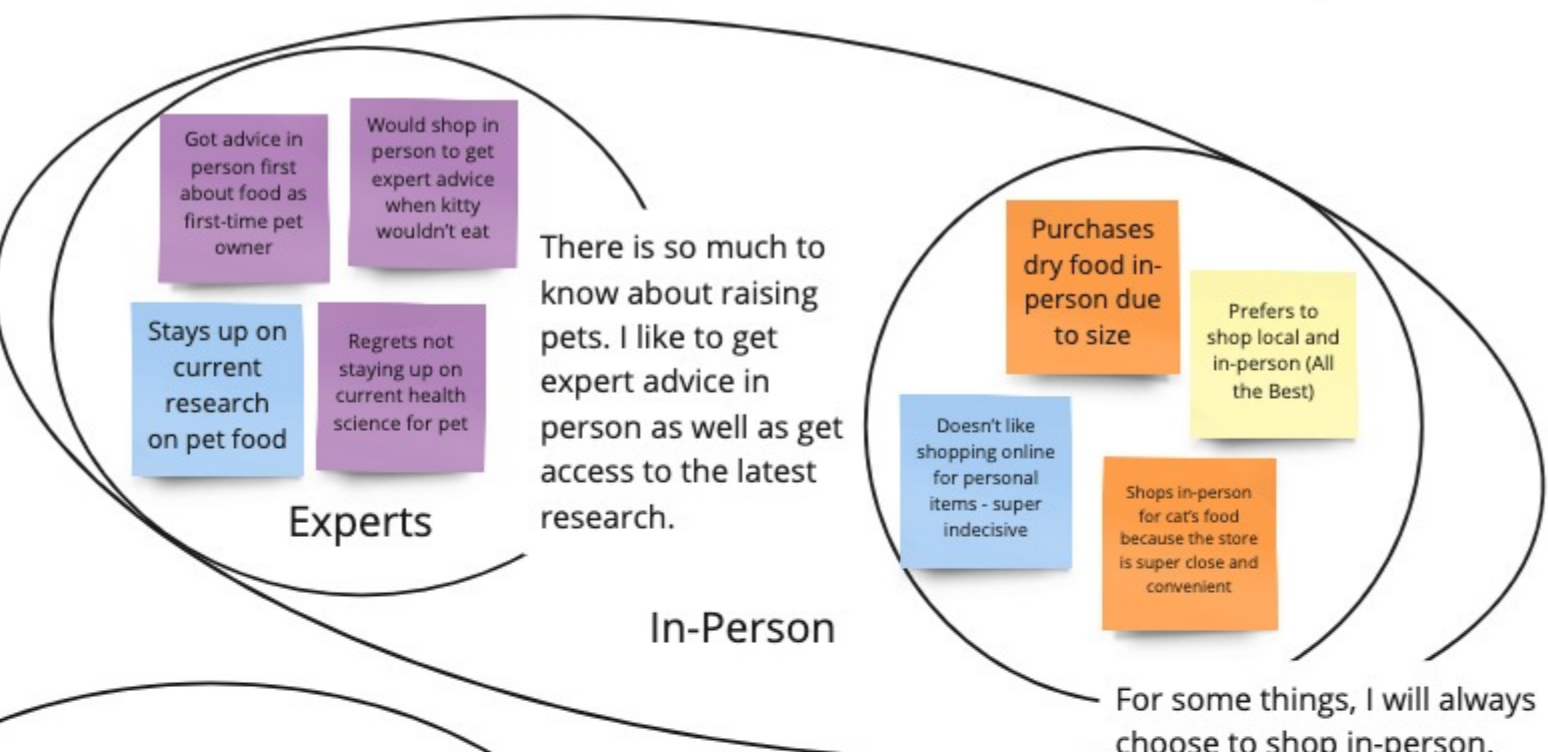 Got advice in
person first
about food as
first-time pet
owner
Would shop in
person to get
expert advice
when kitty
wouldn't eat
Stays up on
current
research
on pet food
Regrets not
staying up on
current health
science for pet
Experts
There is so much to
know about raising
pets. I like to get
expert advice in
person as well as get
access to the latest
research.
In-Person
Purchases
dry food in-
person due
to size
Prefers to
shop local and
in-person (All
the Best)
Doesn't like
shopping online
for personal
items - super
indecisive
Shops in-person
for cat's food
because the store
is super close and
convenient
For some things, I will always
choose to shop in-person.